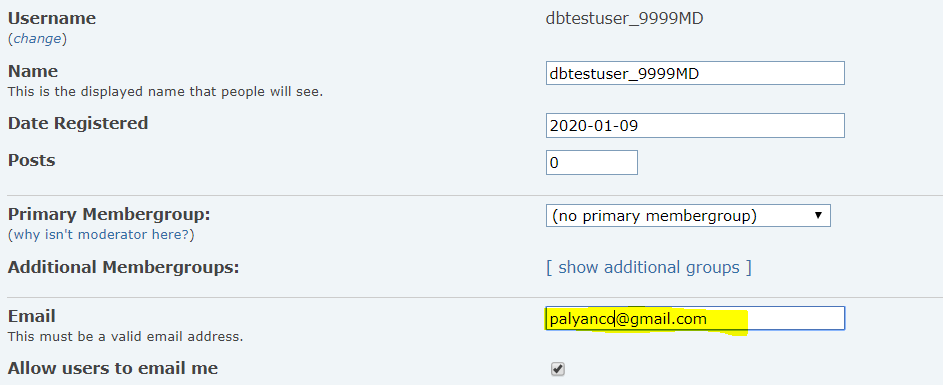 Username dbtestuser_9999MD
(change)
Name dbtestuser_9999MD
This is the displayed name that people will see.
Date Registered 2020-01-09
Posts 0
Primary Membergroup: (no primary membergroup)
(why isn't moderator here?)
Additional Membergroups: [ show additional groups ]
Email palyanco@gmail.com
This must be a valid email address.
Allow users to email me